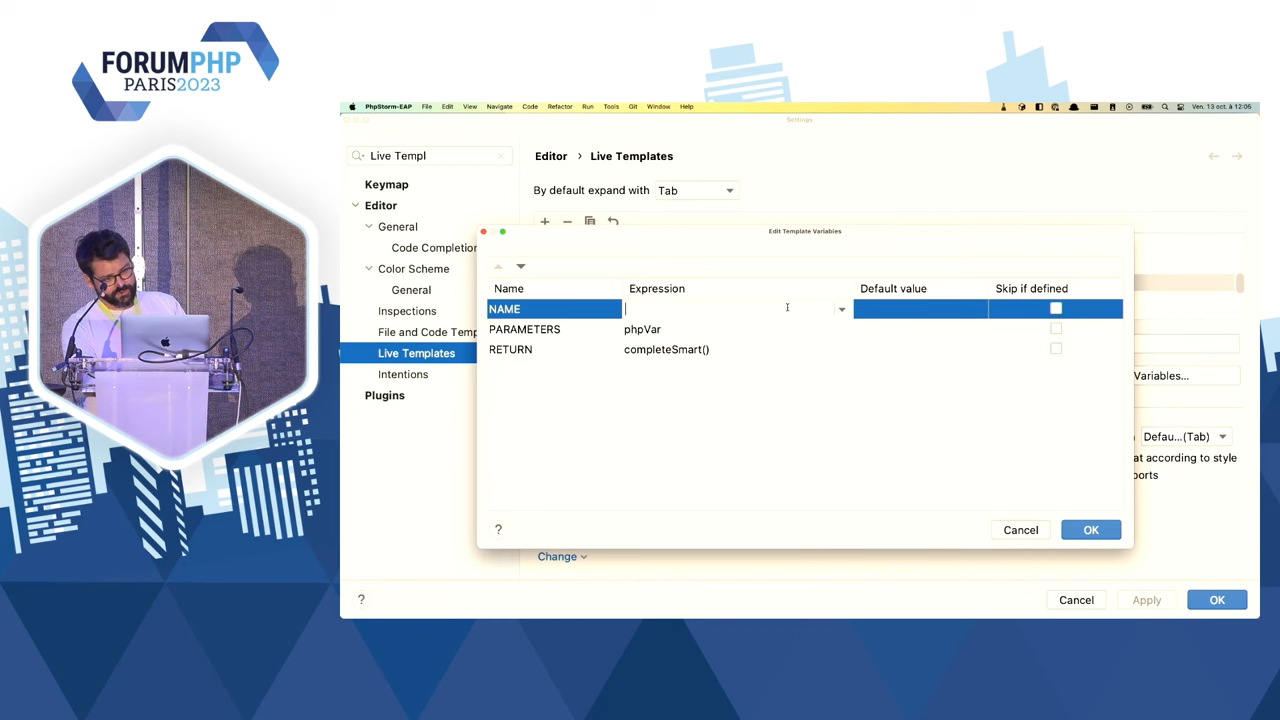 FORUMPHP
PARIS2023
PhpStorm-EAP File Edit View Navigate Code Refactor Run Tools Git Window Help
Ven. 13 oct. à 12:05
Settings
Live Templ
Keymap
Editor
General
Code Completion
Color Scheme
General
Inspections
File and Code Temp
Live Templates
Intentions
Plugins
Editor › Live Templates
By default expand with Tab
Edit Template Variables
Name Expression Default value Skip if defined
NAME
PARAMETERS phpVar
RETURN completeSmart()
? Cancel OK
Variables...
Defau...(Tab)
at according to style
ports
Change
? Cancel Apply OK